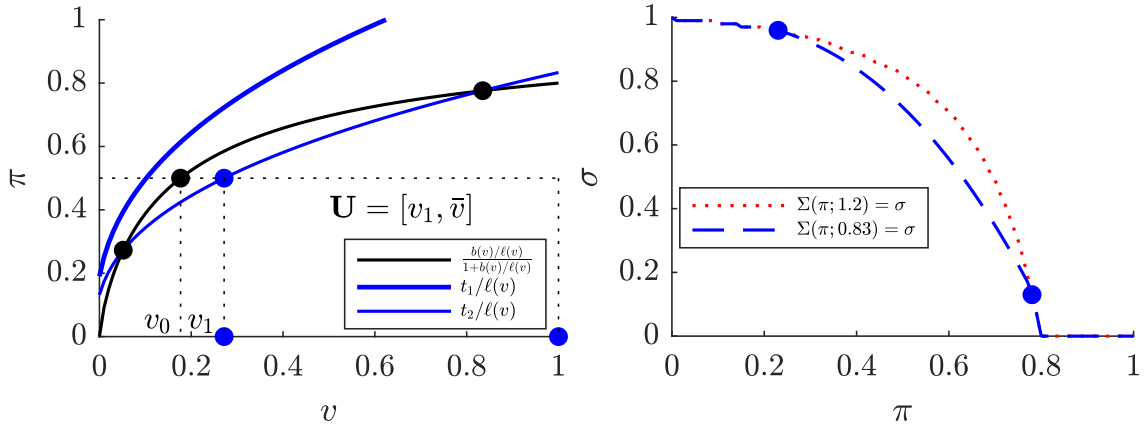 1
0.8
0.6
0.4
0.2
0
π
U = [v₁, v̄]
b(v)/ℓ(v)
1+b(v)/ℓ(v)
t₁/ℓ(v)
t₂/ℓ(v)
v₀ v₁
0 0.2 0.4 0.6 0.8 1
v
1
0.8
0.6
0.4
0.2
0
σ
Σ(π; 1.2) = σ
Σ(π; 0.83) = σ
0 0.2 0.4 0.6 0.8 1
π